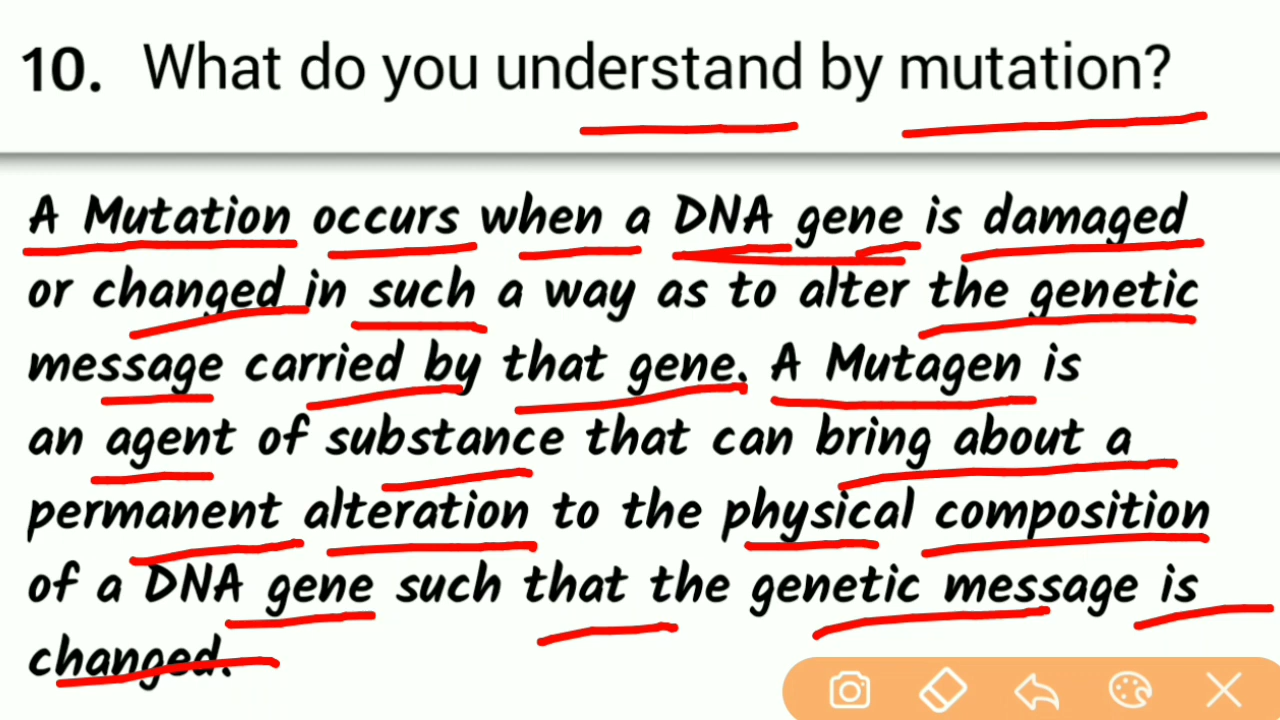 10. What do you understand by mutation?
A Mutation occurs when a DNA gene is damaged
or changed in such a way as to alter the genetic
message carried by that gene. A Mutagen is
an agent of substance that can bring about a
permanent alteration to the physical composition
of a DNA gene such that the genetic message is
changed.